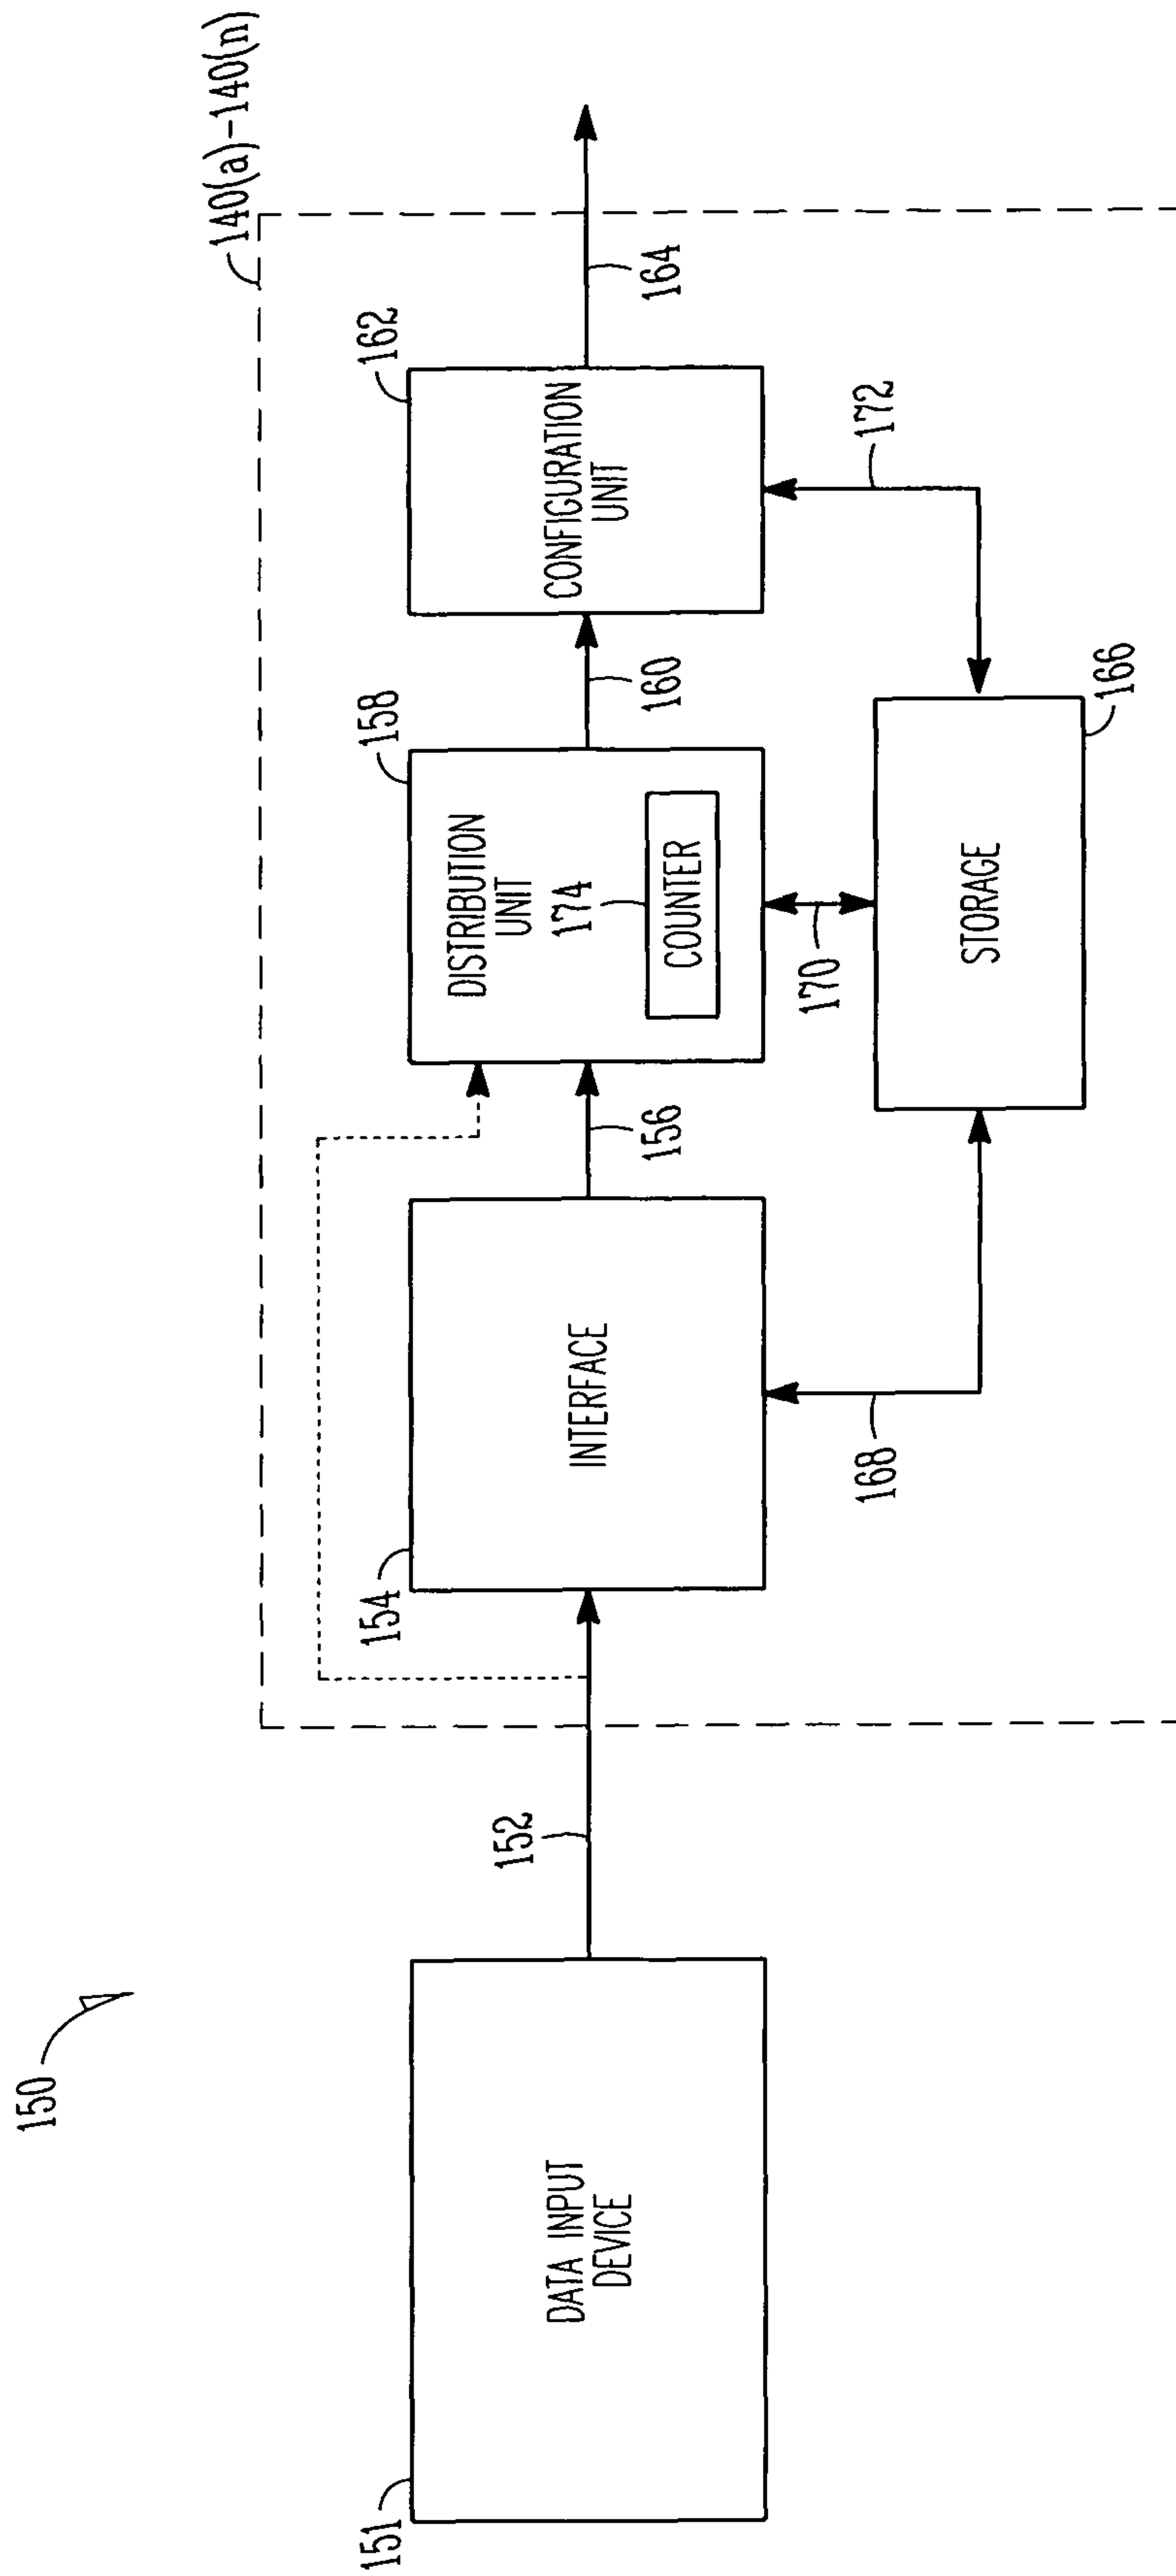 150
140(a)-140(n)
151
DATA INPUT
DEVICE
152
154
INTERFACE
156
158
DISTRIBUTION
UNIT
174
COUNTER
160
162
CONFIGURATION
UNIT
164
168
170
172
STORAGE
166